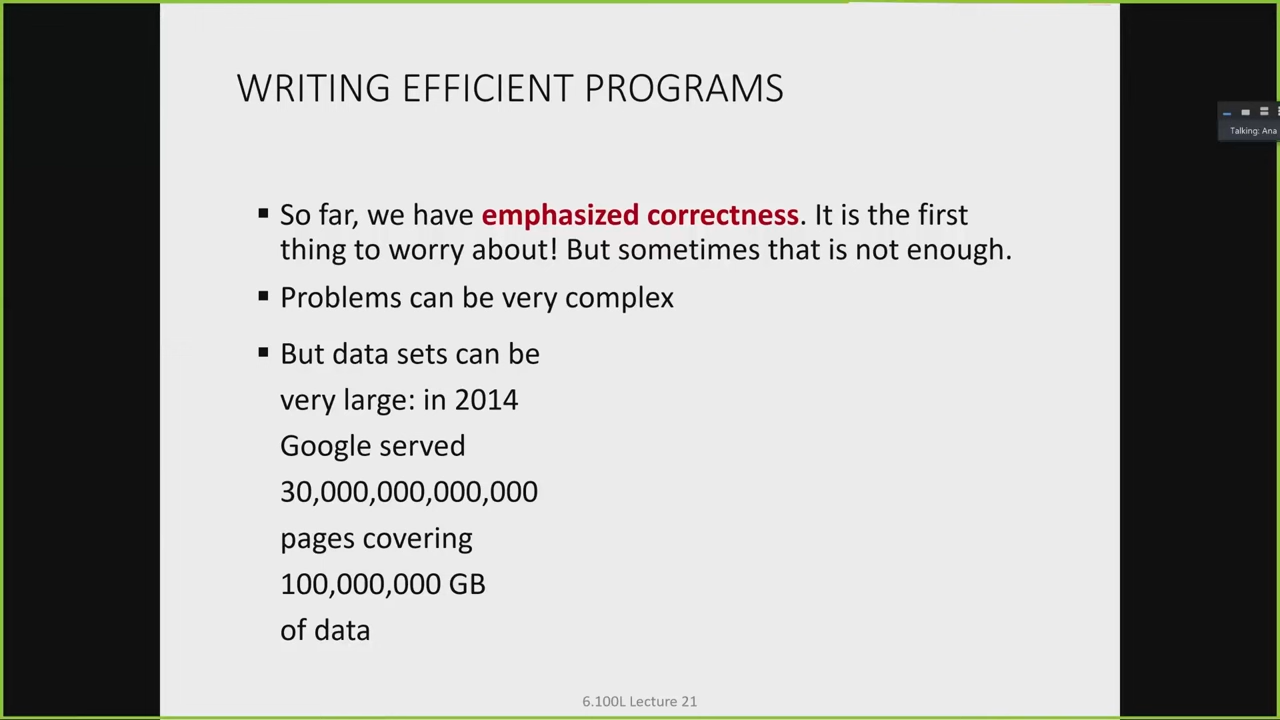 WRITING EFFICIENT PROGRAMS
▪ So far, we have emphasized correctness. It is the first
thing to worry about! But sometimes that is not enough.
▪ Problems can be very complex
▪ But data sets can be
very large: in 2014
Google served
30,000,000,000,000
pages covering
100,000,000 GB
of data
6.100L Lecture 21
Talking: Ana